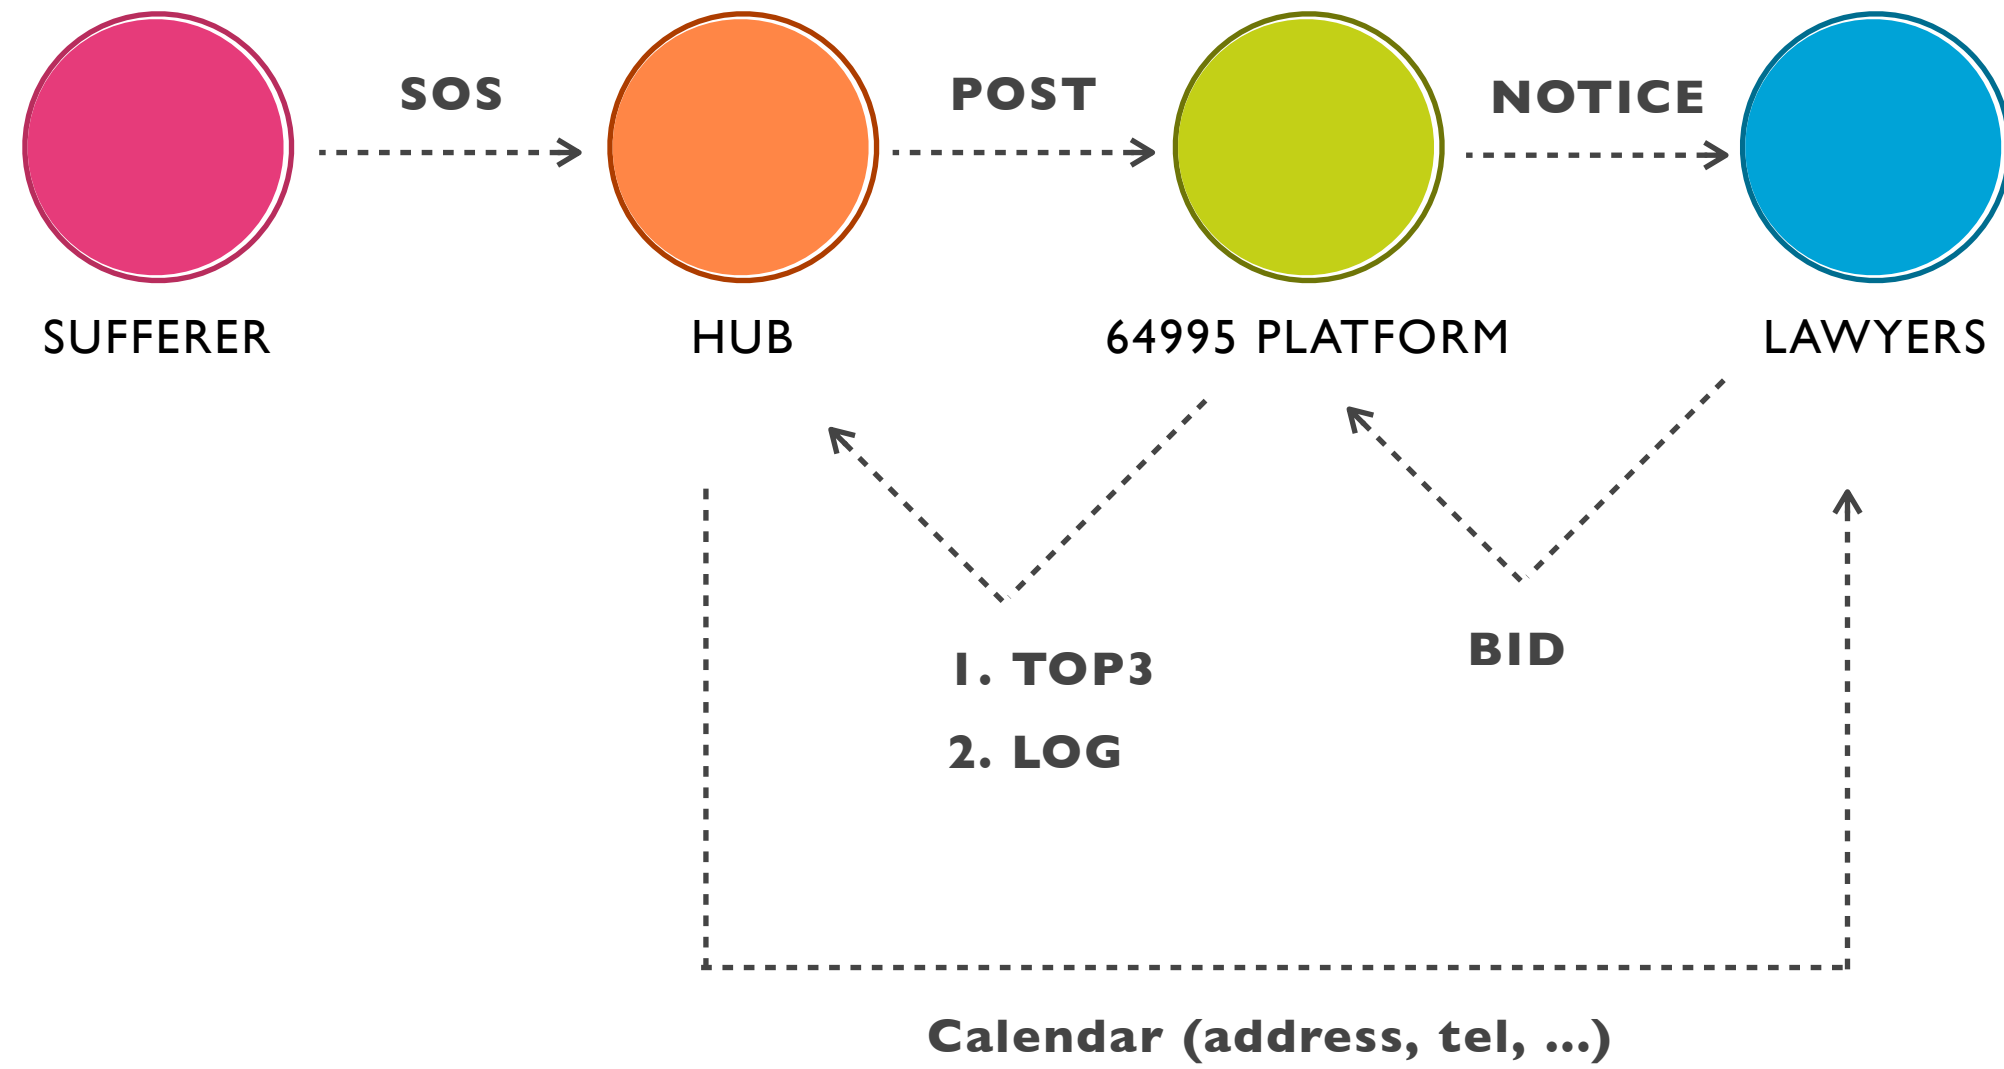 SOS
POST
NOTICE
SUFFERER
HUB
64995 PLATFORM
LAWYERS
1. TOP3
2. LOG
BID
Calendar (address, tel, ...)